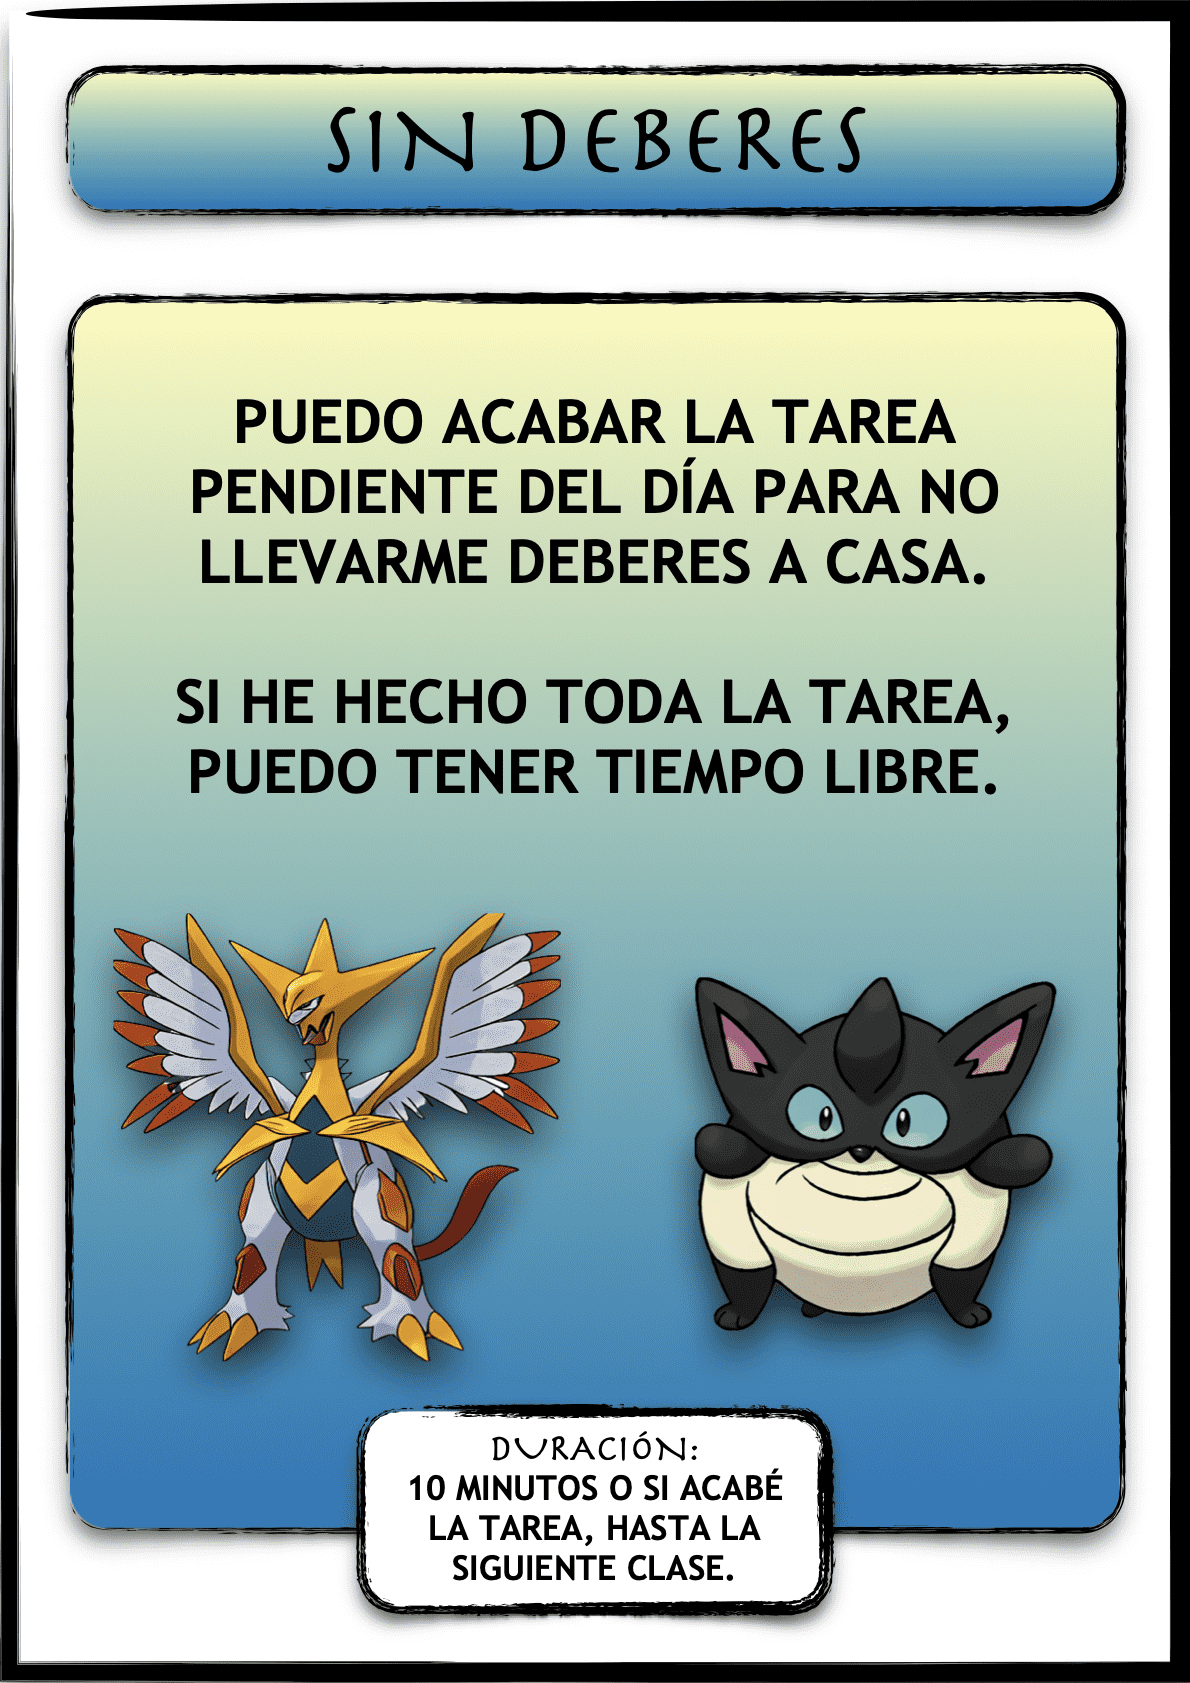 SIN DEBERES
PUEDO ACABAR LA TAREA
PENDIENTE DEL DÍA PARA NO
LLEVARME DEBERES A CASA.
SI HE HECHO TODA LA TAREA,
PUEDO TENER TIEMPO LIBRE.
DURACIÓN:
10 MINUTOS O SI ACABÉ
LA TAREA, HASTA LA
SIGUIENTE CLASE.